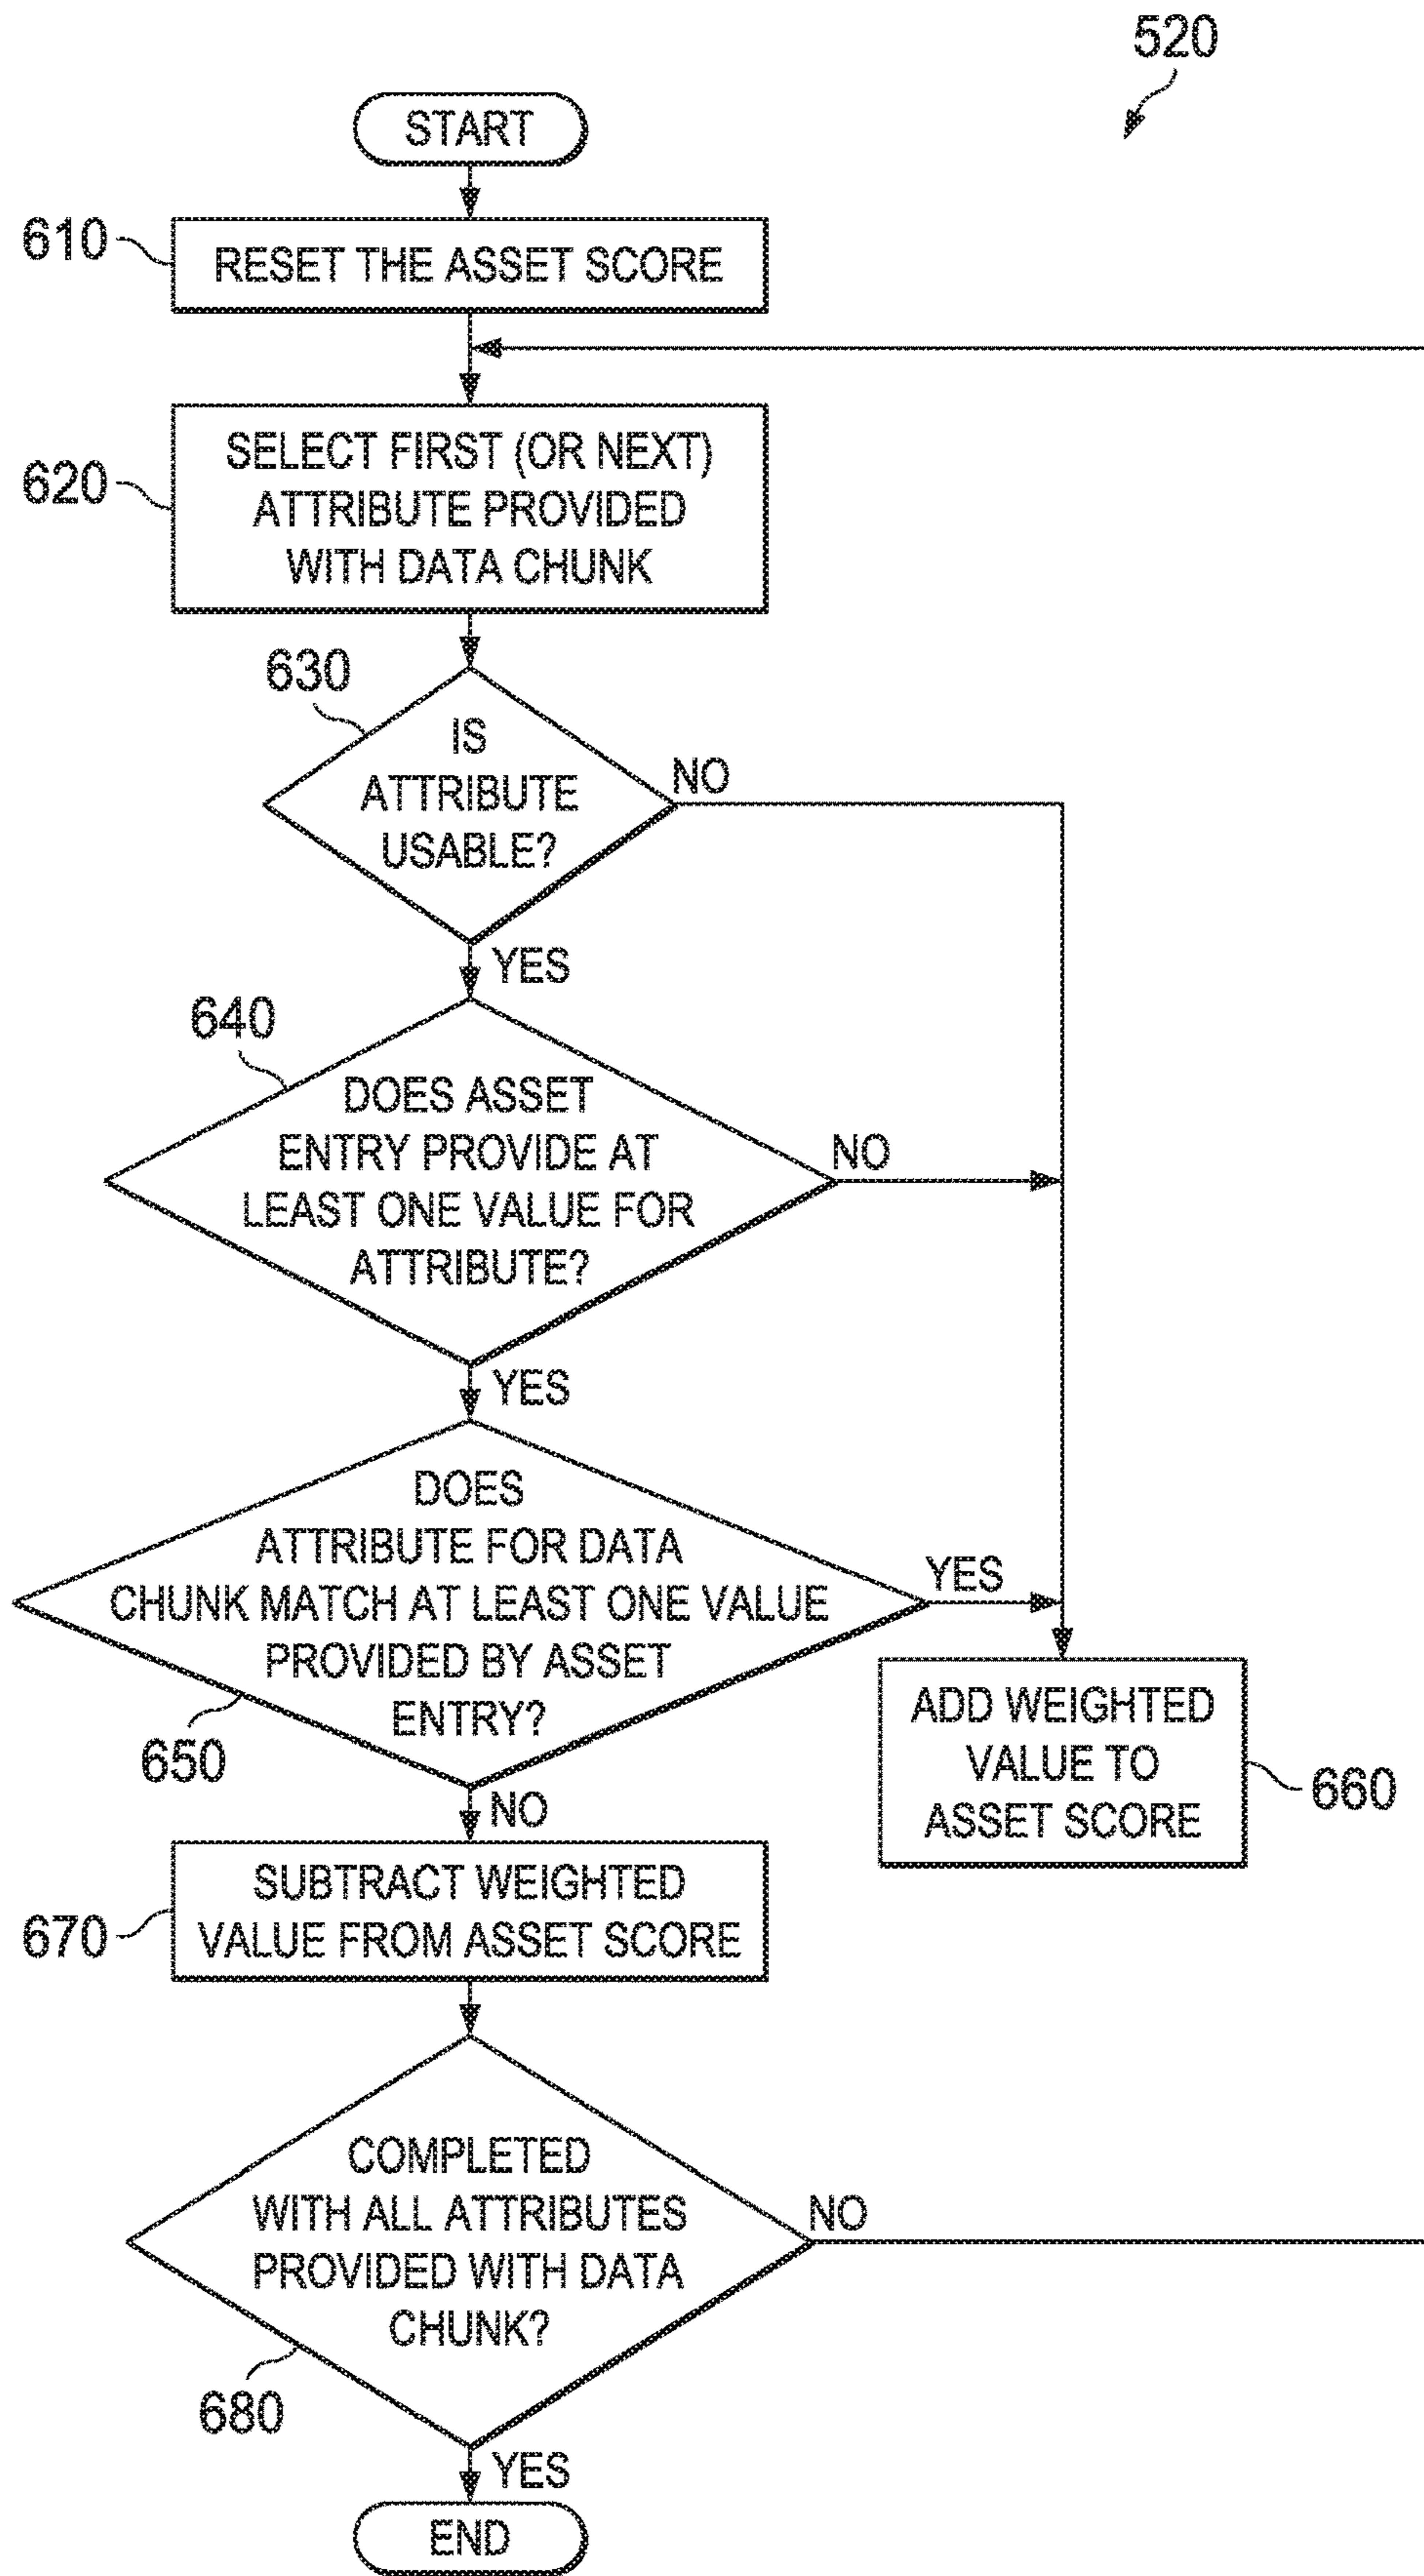 520
START
610
RESET THE ASSET SCORE
620
SELECT FIRST (OR NEXT)
ATTRIBUTE PROVIDED
WITH DATA CHUNK
630
IS
ATTRIBUTE
USABLE?
NO
YES
640
DOES ASSET
ENTRY PROVIDE AT
LEAST ONE VALUE FOR
ATTRIBUTE?
NO
YES
DOES
ATTRIBUTE FOR DATA
CHUNK MATCH AT LEAST ONE VALUE
PROVIDED BY ASSET
ENTRY?
YES
650
NO
ADD WEIGHTED
VALUE TO
ASSET SCORE
660
670
SUBTRACT WEIGHTED
VALUE FROM ASSET SCORE
COMPLETED
WITH ALL ATTRIBUTES
PROVIDED WITH DATA
CHUNK?
NO
680
YES
END